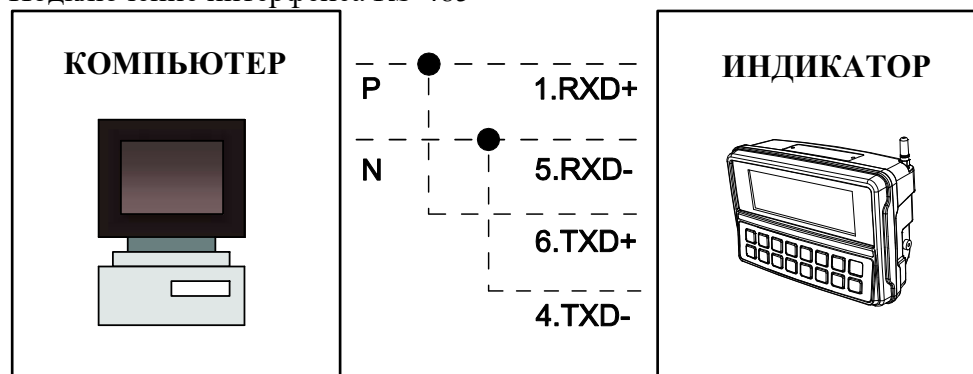 КОМПЬЮТЕР
ИНДИКАТОР
P
1.RXD+
N
5.RXD-
6.TXD+
4.TXD-